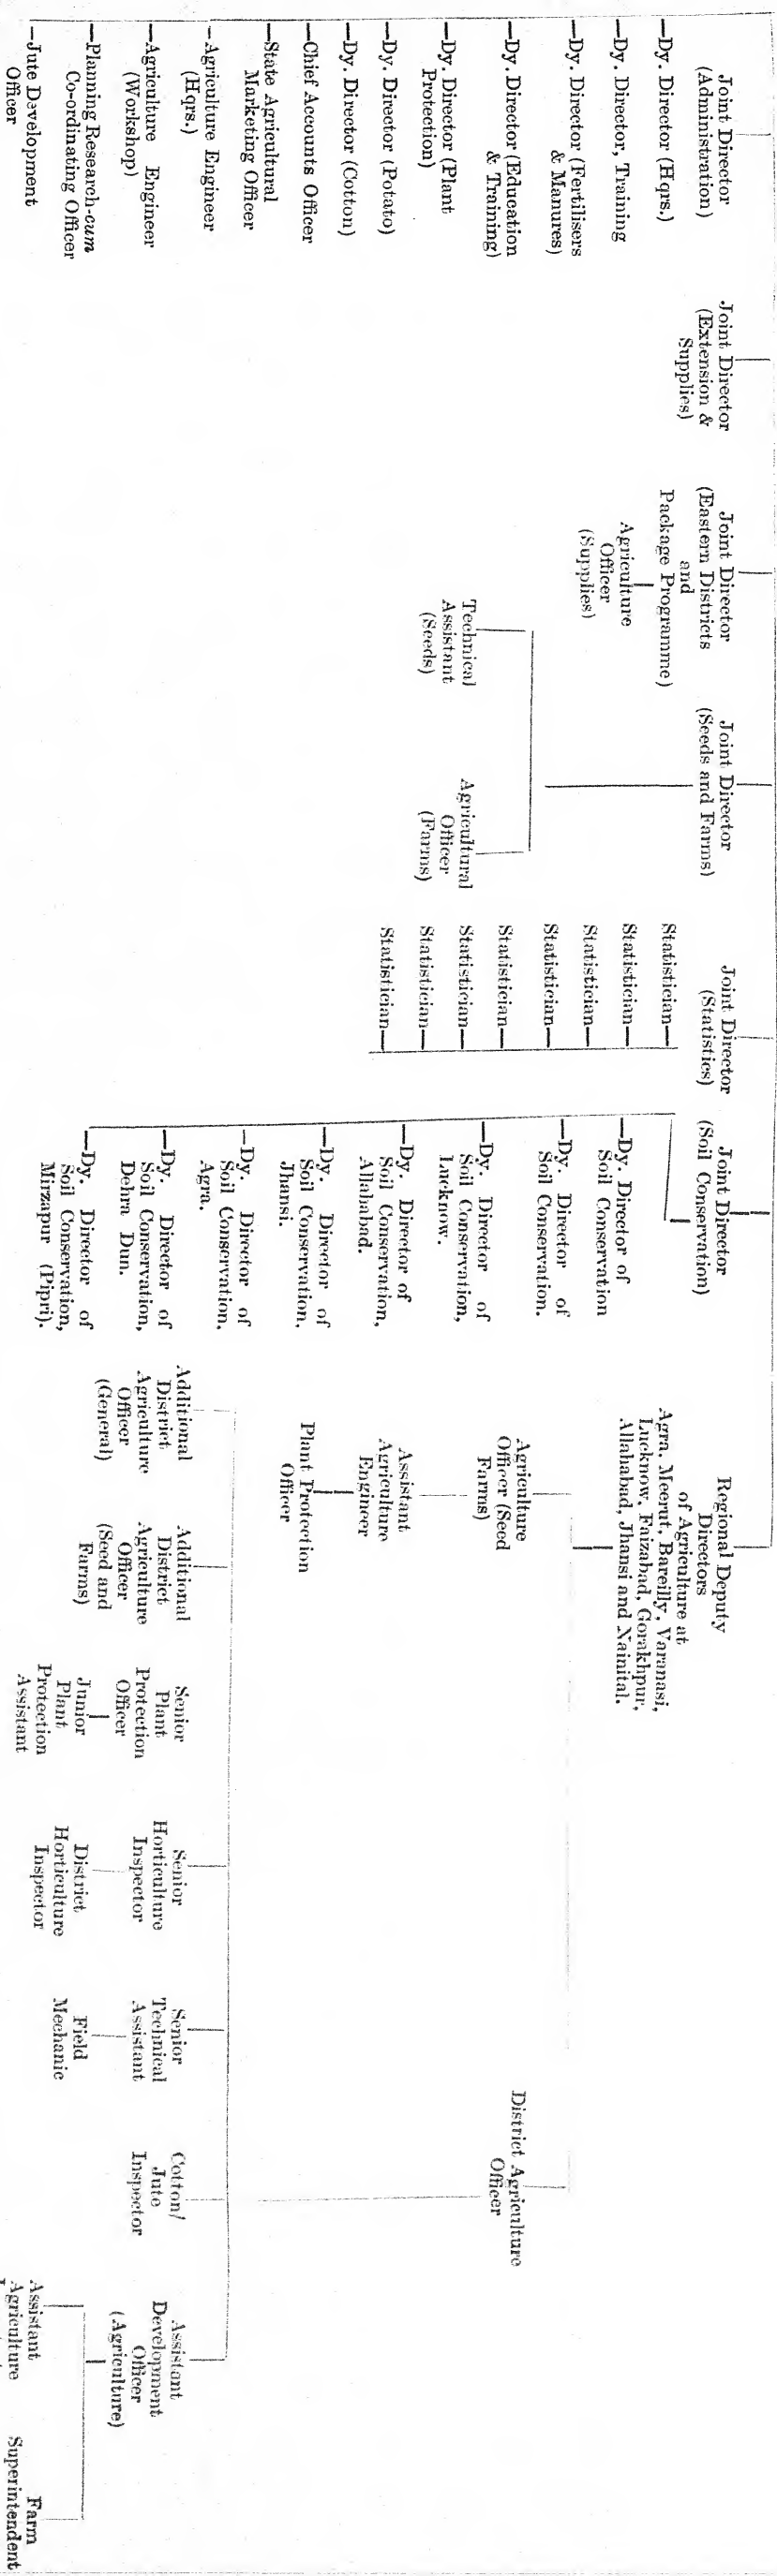 Joint Director
(Administration)
—Dy. Director (Hqrs.)
—Dy. Director, Training
—Dy. Director (Fertilisers
& Manures)
—Dy. Director (Education
& Training)
—Dy. Director (Plant
Protection)
—Dy. Director (Potato)
—Dy. Director (Cotton)
—Chief Accounts Officer
—State Agricultural
Marketing Officer
—Agriculture Engineer
(Hqrs.)
—Agriculture Engineer
(Workshop)
—Planning Research-cum
Co-ordinating Officer
—Jute Development
Officer
Joint Director
(Extension &
Supplies)
Joint Director
(Eastern Districts
and
Package Programme)
Agriculture
Officer
(Supplies)
Joint Director
(Seeds and Farms)
Technical
Assistant
(Seeds)
Agricultural
Officer
(Farms)
Joint Director
(Statistics)
Statistician—
Statistician—
Statistician—
Statistician—
Statistician—
Statistician—
Statistician—
Statistician—
Joint Director
(Soil Conservation)
—Dy. Director of
Soil Conservation
—Dy. Director of
Soil Conservation.
—Dy. Director of
Soil Conservation,
Lucknow.
—Dy. Director of
Soil Conservation,
Allahabad.
—Dy. Director of
Soil Conservation,
Jhansi.
—Dy. Director of
Soil Conservation,
Agra.
—Dy. Director of
Soil Conservation,
Dehra Dun.
—Dy. Director of
Soil Conservation,
Mirzapur (Pipri).
Regional Deputy
Directors
of Agriculture at
Agra, Meerut, Bareilly, Varanasi,
Lucknow, Faizabad, Gorakhpur,
Allahabad, Jhansi and Nainital.
Agriculture
Officer (Seed
Farms)
Assistant
Agriculture
Engineer
Plant Protection
Officer
District Agriculture
Officer
Additional
District
Agriculture
Officer
(General)
Additional
District
Agriculture
Officer
(Seed and
Farms)
Senior
Plant
Protection
Officer
Junior
Plant
Protection
Assistant
Senior
Horticulture
Inspector
District
Horticulture
Inspector
Senior
Technical
Assistant
Field
Mechanic
Cotton/
Jute
Inspector
Assistant
Development
Officer
(Agriculture)
Assistant
Agriculture
Farm
Superintendent